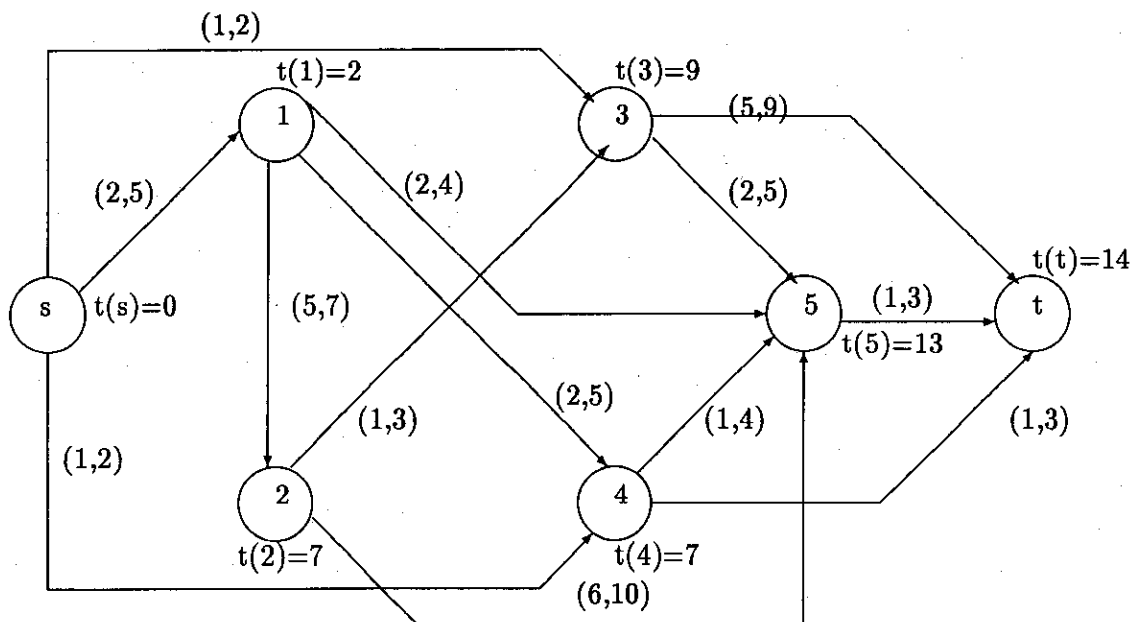 (1,2)
t(1)=2
t(3)=9
1
3
(5,9)
(2,5)
(2,4)
(2,5)
t(t)=14
s
t(s)=0
(5,7)
5
(1,3)
t
t(5)=13
(2,5)
(1,3)
(1,4)
(1,3)
(1,2)
2
4
t(2)=7
t(4)=7
(6,10)